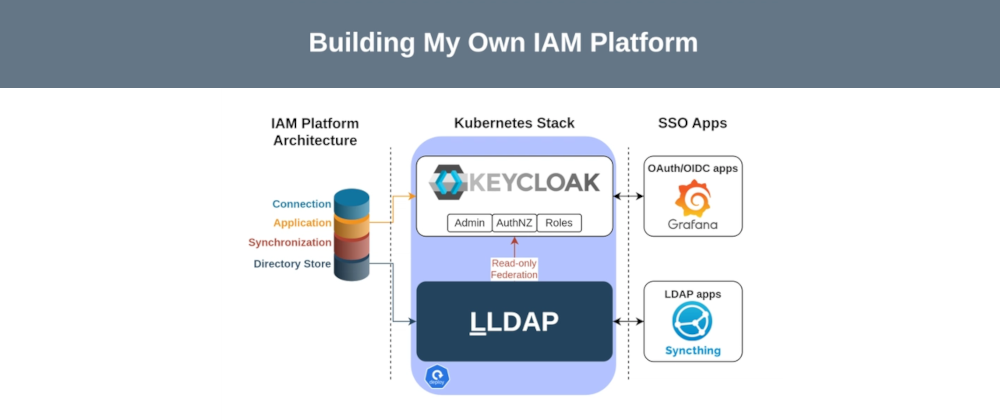 Building My Own IAM Platform
IAM Platform
Architecture
Kubernetes Stack
SSO Apps
Connection
Application
Synchronization
Directory Store
KEYCLOAK
Admin
AuthNZ
Roles
Read-only
Federation
LLDAP
deploy
OAuth/OIDC apps
Grafana
LDAP apps
Syncthing